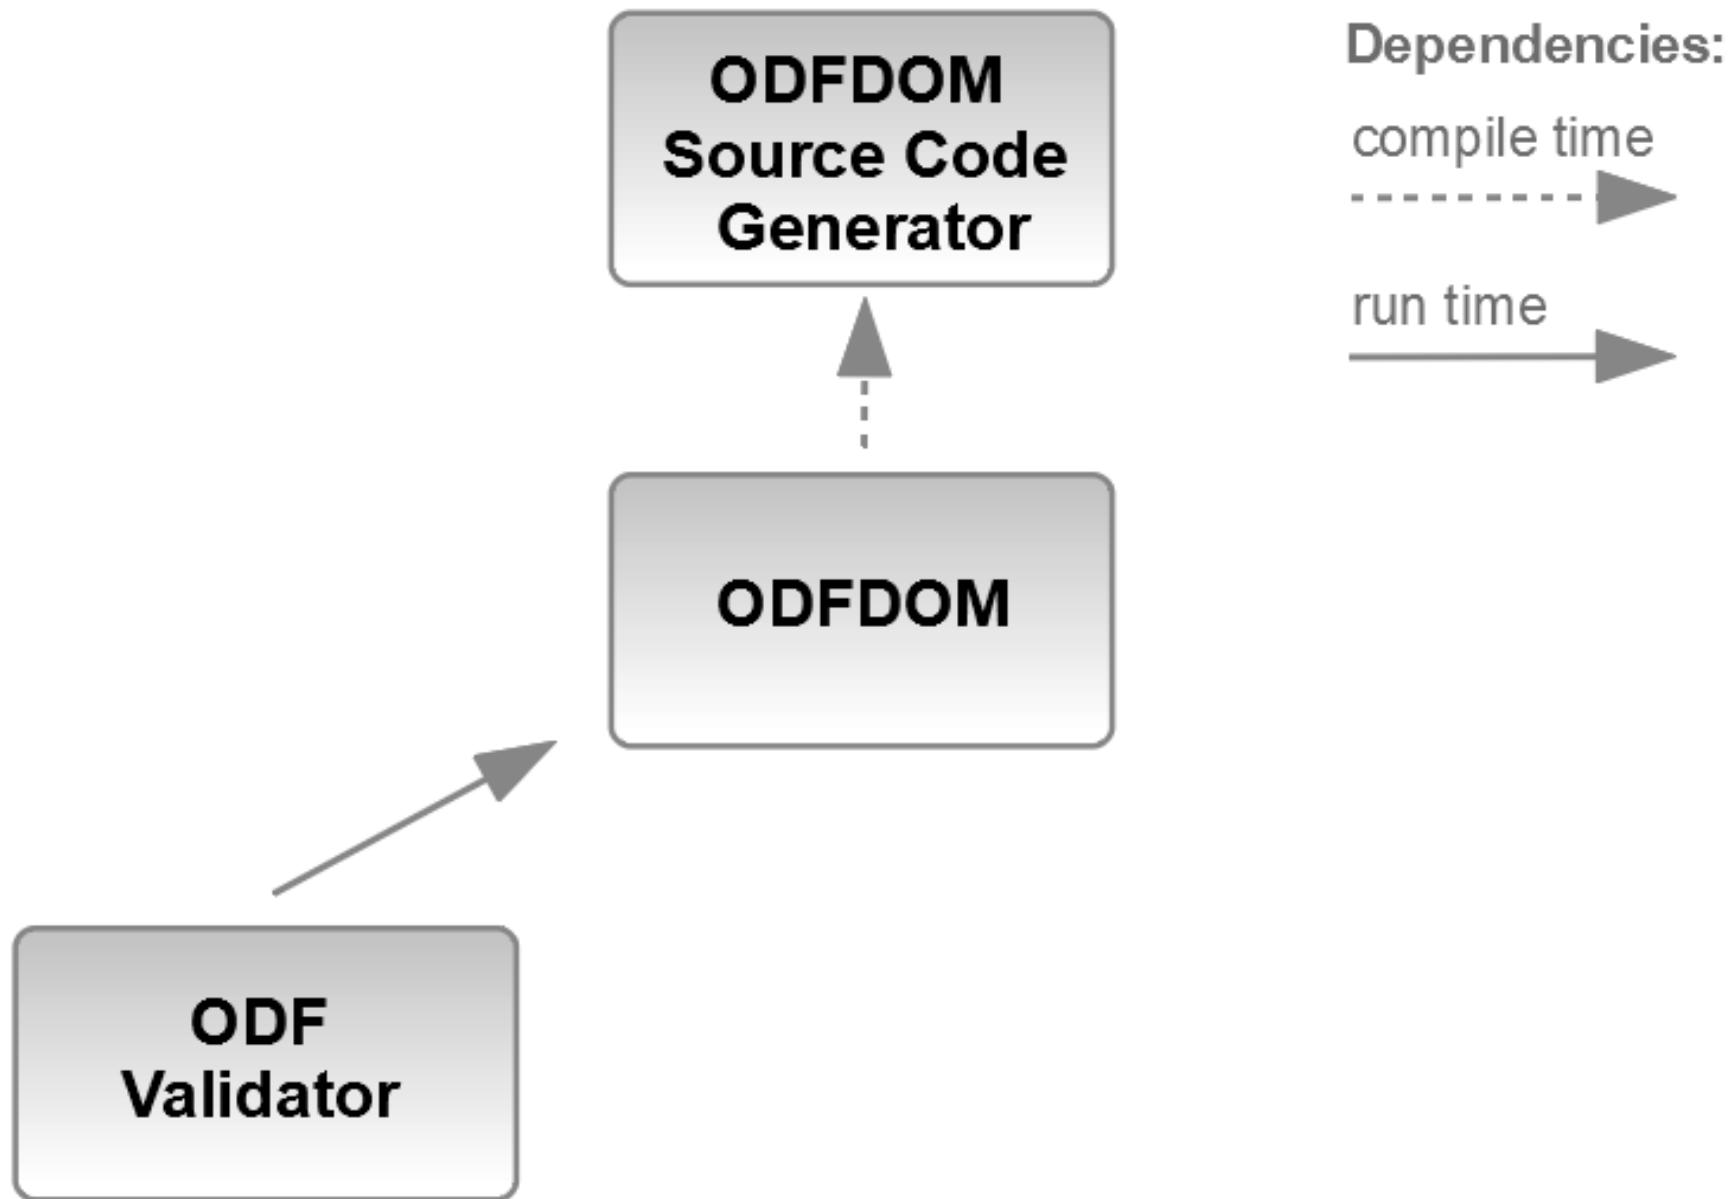 ODFDOM
Source Code
Generator
Dependencies:
compile time
run time
ODFDOM
ODF
Validator